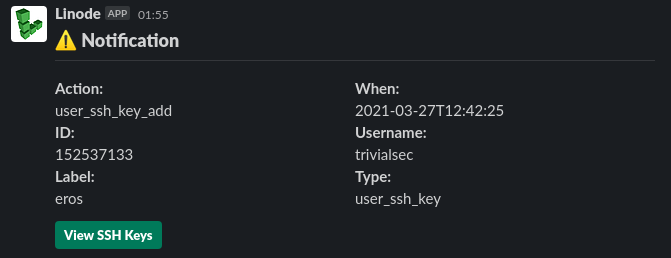 Linode APP 01:55
⚠️ Notification
Action:
user_ssh_key_add
When:
2021-03-27T12:42:25
ID:
152537133
Username:
trivialsec
Label:
eros
Type:
user_ssh_key
View SSH Keys